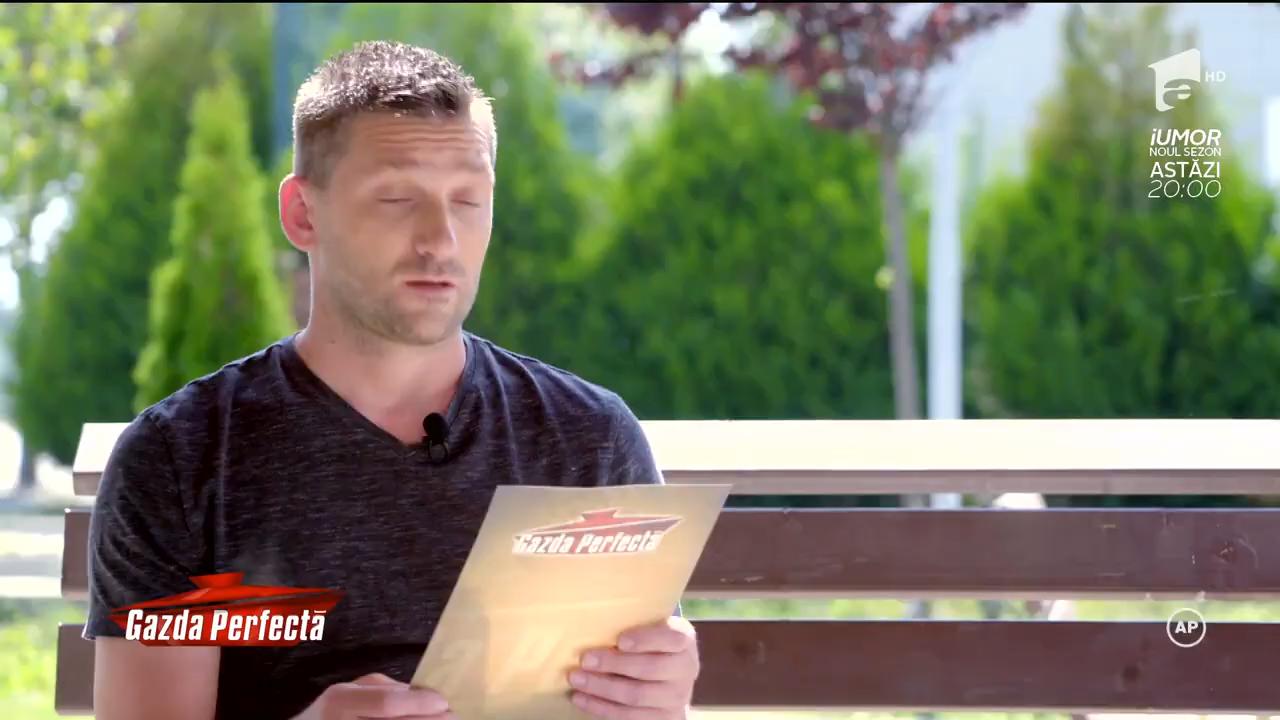 a HD
iUMOR
NOUL SEZON
ASTĂZI
20:00
Gazda Perfectă
Gazda Perfectă
AP